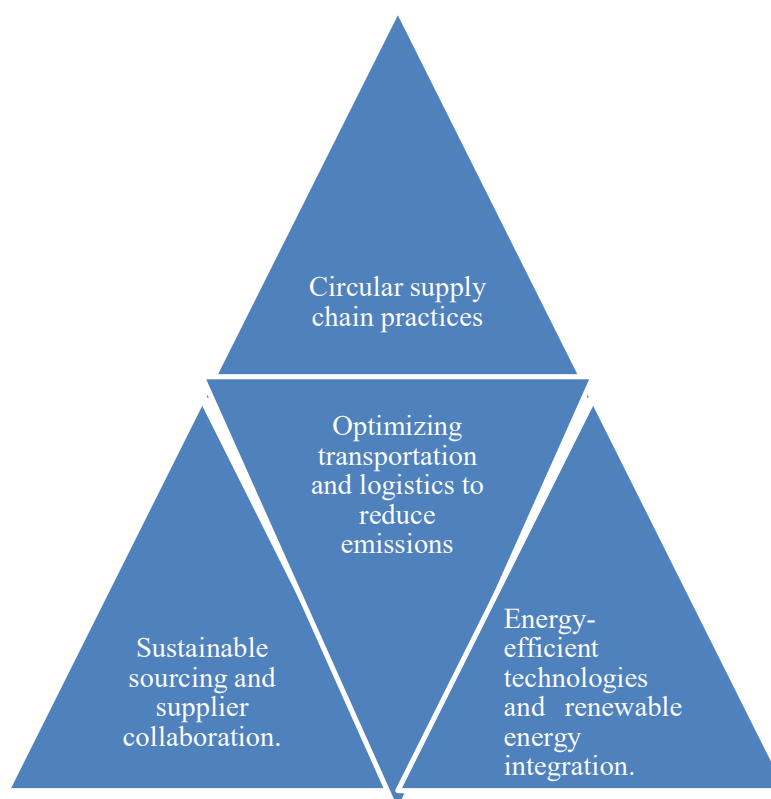 Circular supply
chain practices
Optimizing
transportation
and logistics to
reduce
emissions
Sustainable
sourcing and
supplier
collaboration.
Energy-
efficient
technologies
and renewable
energy
integration.